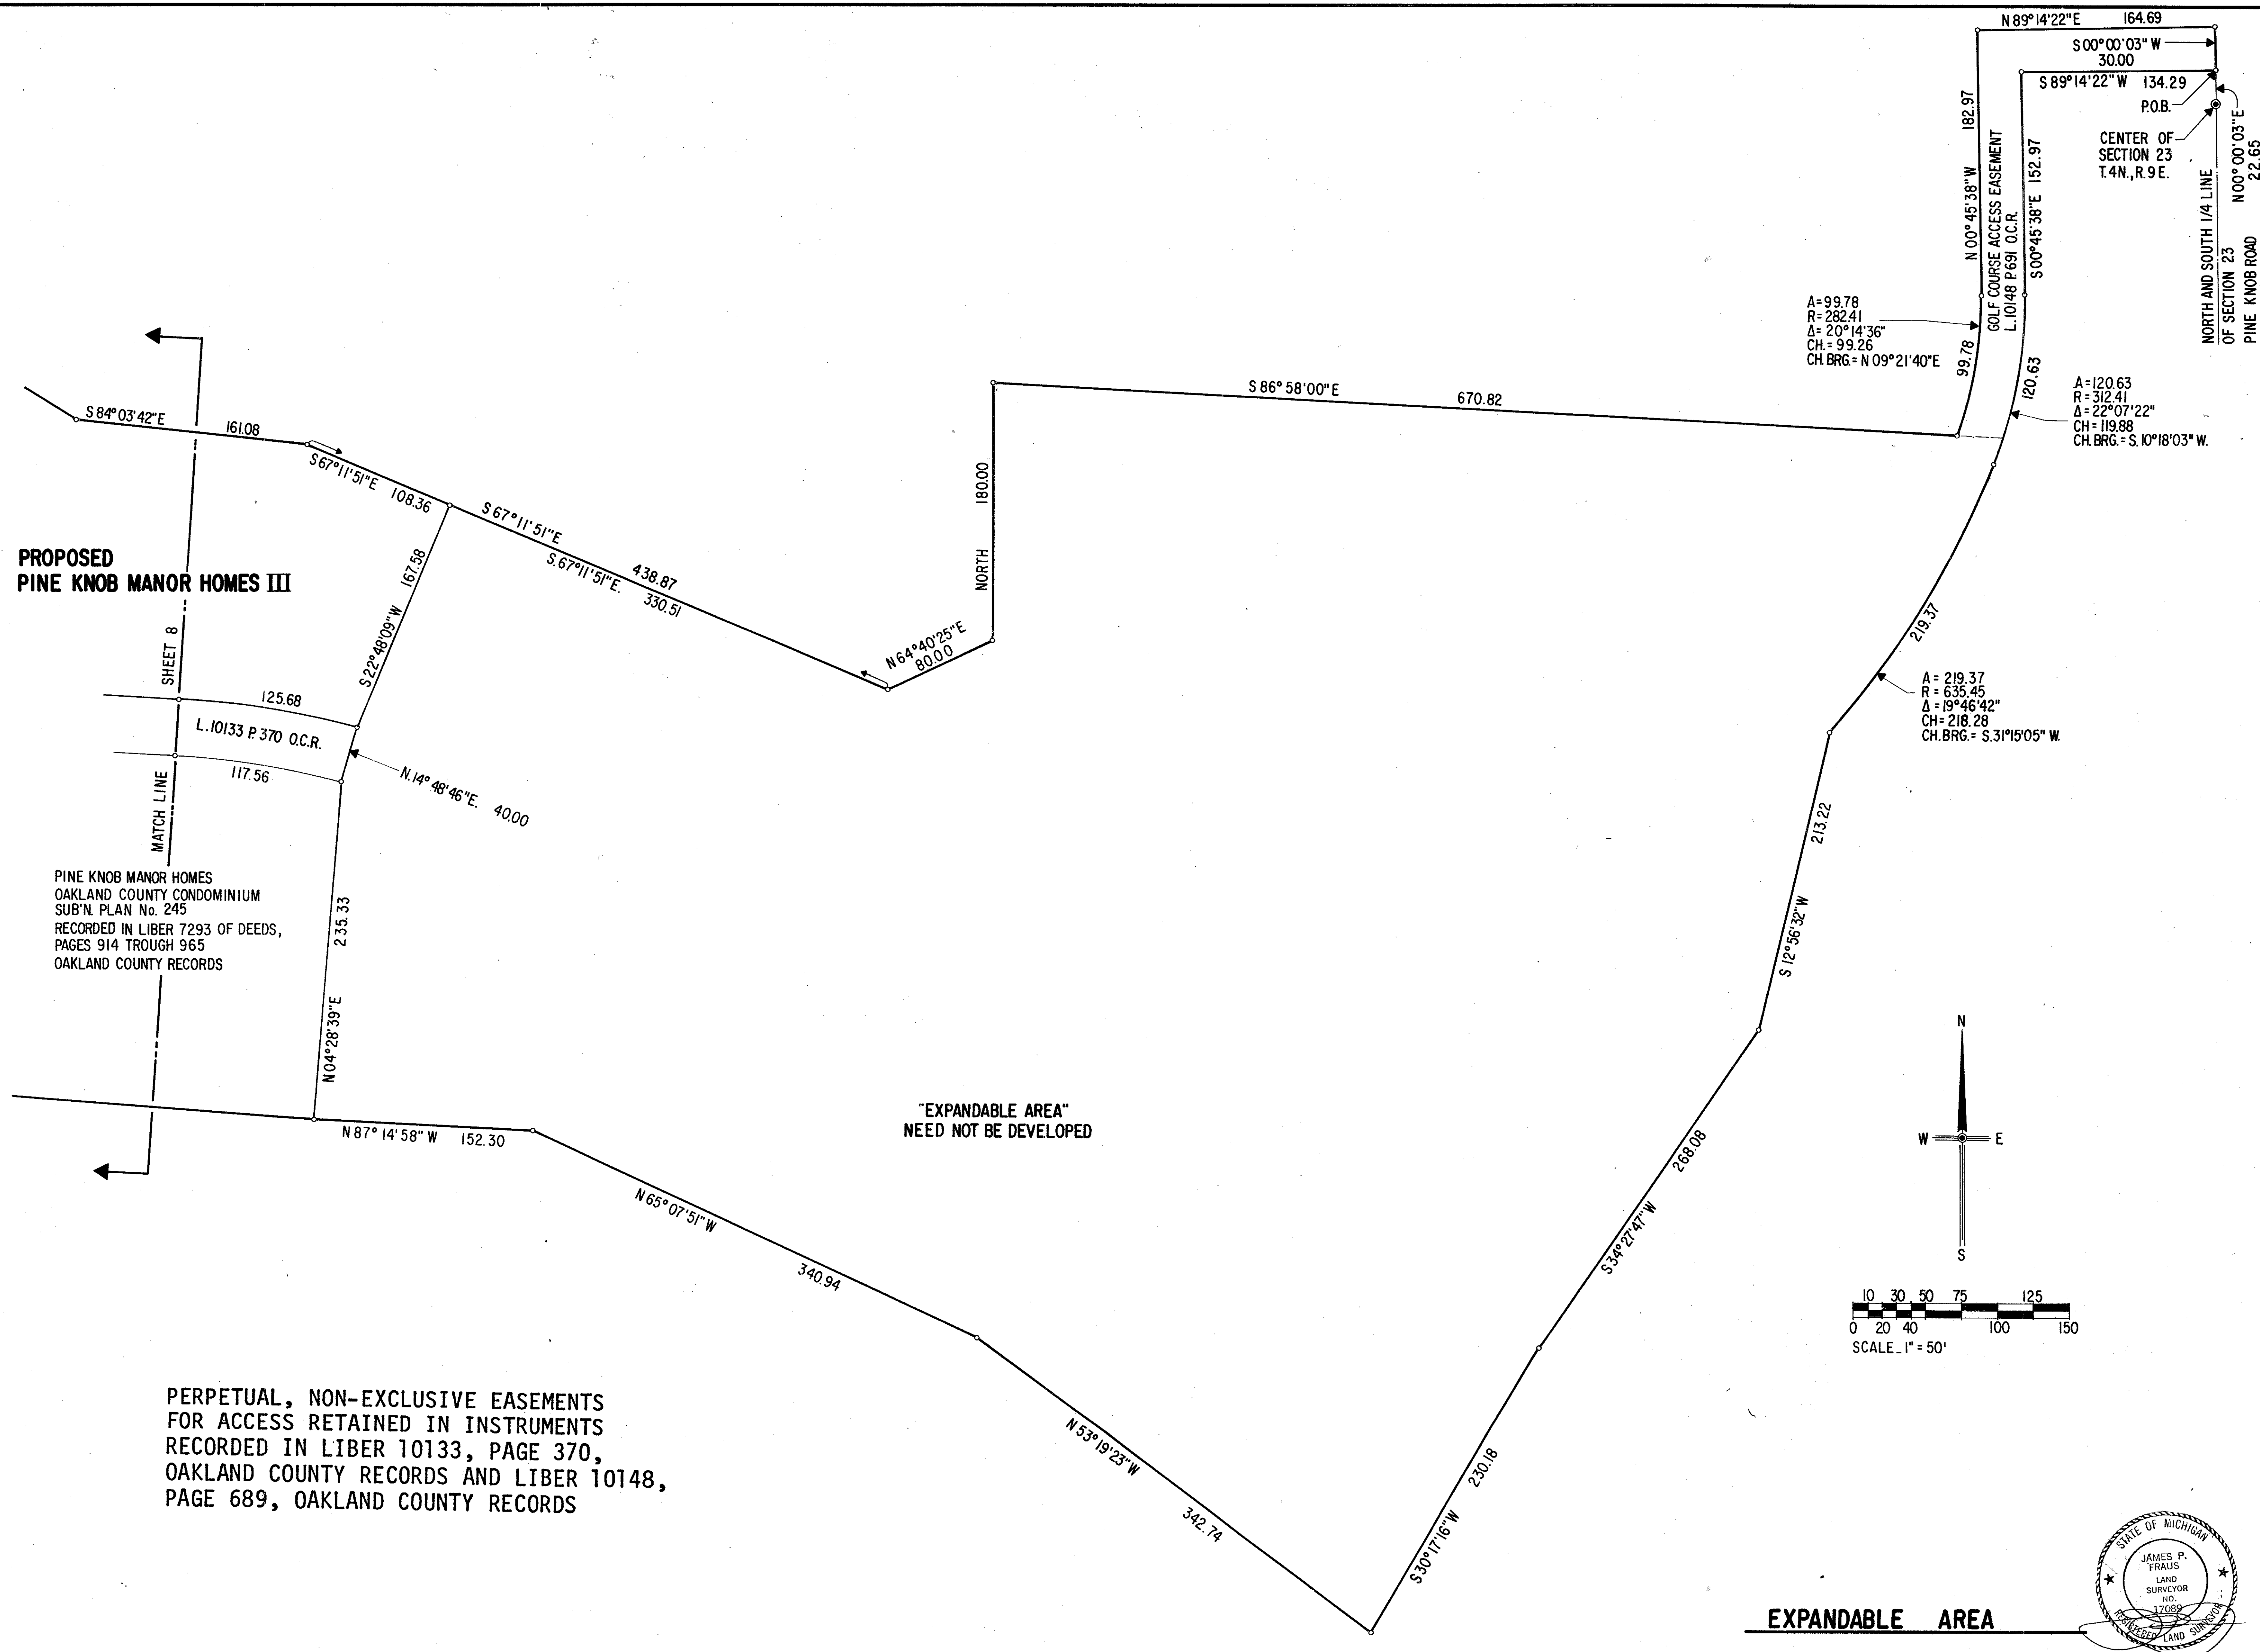 N 89°14'22"E 164.69
S 00°00'03" W
30.00
S 89°14'22" W 134.29
P.O.B.
CENTER OF
SECTION 23
T.4N.,R.9E.
N 00°00'03"E
22.65
NORTH AND SOUTH 1/4 LINE
OF SECTION 23
PINE KNOB ROAD
182.97
N 00°45'38"W
GOLF COURSE ACCESS EASEMENT
L.10148 P.691 O.C.R.
S 00°45'38"E 152.97
A=99.78
R=282.41
Δ= 20°14'36"
CH.= 99.26
CH. BRG.= N 09°21'40"E
99.78
120.63
A=120.63
R=312.41
Δ=22°07'22"
CH=119.88
CH. BRG.= S.10°18'03" W.
S 86°58'00"E 670.82
S 84°03'42"E 161.08
S 67°11'51"E 108.36
S 67°11'51"E 438.87
S.67°11'51"E. 330.51
NORTH 180.00
N 64°40'25"E
80.00
PROPOSED
PINE KNOB MANOR HOMES III
S 22°48'09"W 167.58
SHEET 8
MATCH LINE
125.68
L.10133 P. 370 O.C.R.
117.56
N.14°48'46"E. 40.00
219.37
A = 219.37
R = 635.45
Δ = 19°46'42"
CH= 218.28
CH.BRG.= S.31°15'05" W.
S 12°56'32"W 213.22
PINE KNOB MANOR HOMES
OAKLAND COUNTY CONDOMINIUM
SUB'N. PLAN No. 245
RECORDED IN LIBER 7293 OF DEEDS,
PAGES 914 TROUGH 965
OAKLAND COUNTY RECORDS
N 04°28'39"E 235.33
N 87°14'58" W 152.30
"EXPANDABLE AREA"
NEED NOT BE DEVELOPED
N 65°07'51"W 340.94
S 34°27'47"W 268.08
N 53°19'23"W 342.74
S 30°17'16"W 230.18
N
W E
S
10 30 50 75 125
0 20 40 100 150
SCALE_1" = 50'
PERPETUAL, NON-EXCLUSIVE EASEMENTS
FOR ACCESS RETAINED IN INSTRUMENTS
RECORDED IN LIBER 10133, PAGE 370,
OAKLAND COUNTY RECORDS AND LIBER 10148,
PAGE 689, OAKLAND COUNTY RECORDS
EXPANDABLE AREA
STATE OF MICHIGAN
JAMES P.
FRAUS
LAND
SURVEYOR
NO.
17089
REGISTERED LAND SURVEYOR